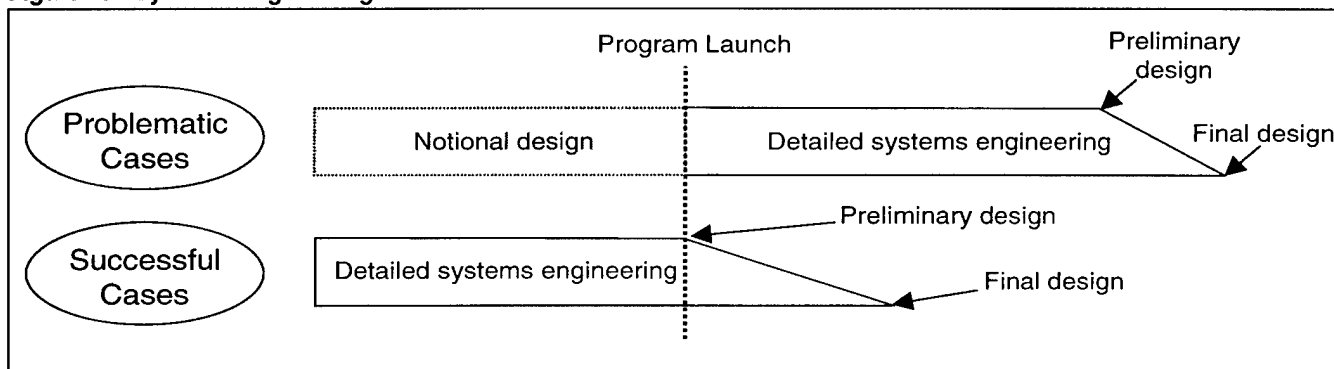 Program Launch
Preliminary
design
Problematic
Cases
Notional design
Detailed systems engineering
Final design
Preliminary design
Successful
Cases
Detailed systems engineering
Final design